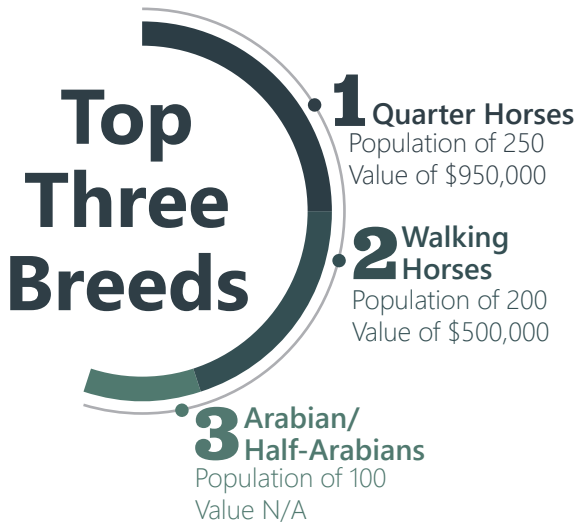 Top
Three
Breeds
1 Quarter Horses
Population of 250
Value of $950,000
2 Walking
Horses
Population of 200
Value of $500,000
3 Arabian/
Half-Arabians
Population of 100
Value N/A